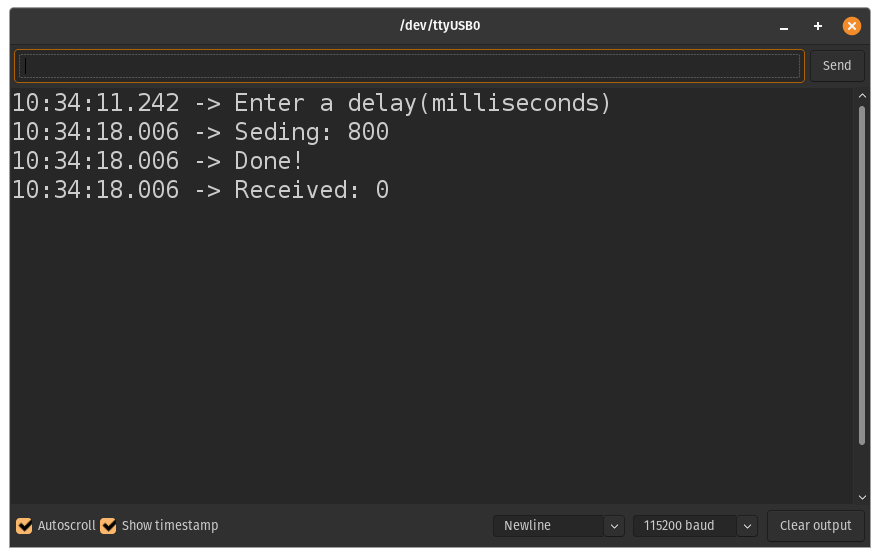 /dev/ttyUSB0
Send
10:34:11.242 -> Enter a delay(milliseconds)
10:34:18.006 -> Seding: 800
10:34:18.006 -> Done!
10:34:18.006 -> Received: 0
Autoscroll Show timestamp Newline 115200 baud Clear output